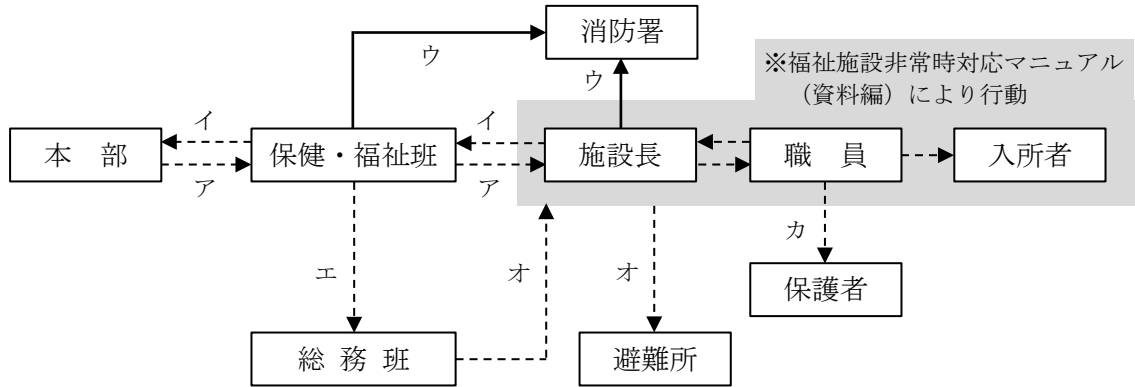 消防署
ウ
ウ
※福祉施設非常時対応マニュアル
（資料編）により行動
イ
イ
本　部
保健・福祉班
施設長
職　員
入所者
ア
ア
エ
オ
オ
カ
保護者
総 務 班
避難所